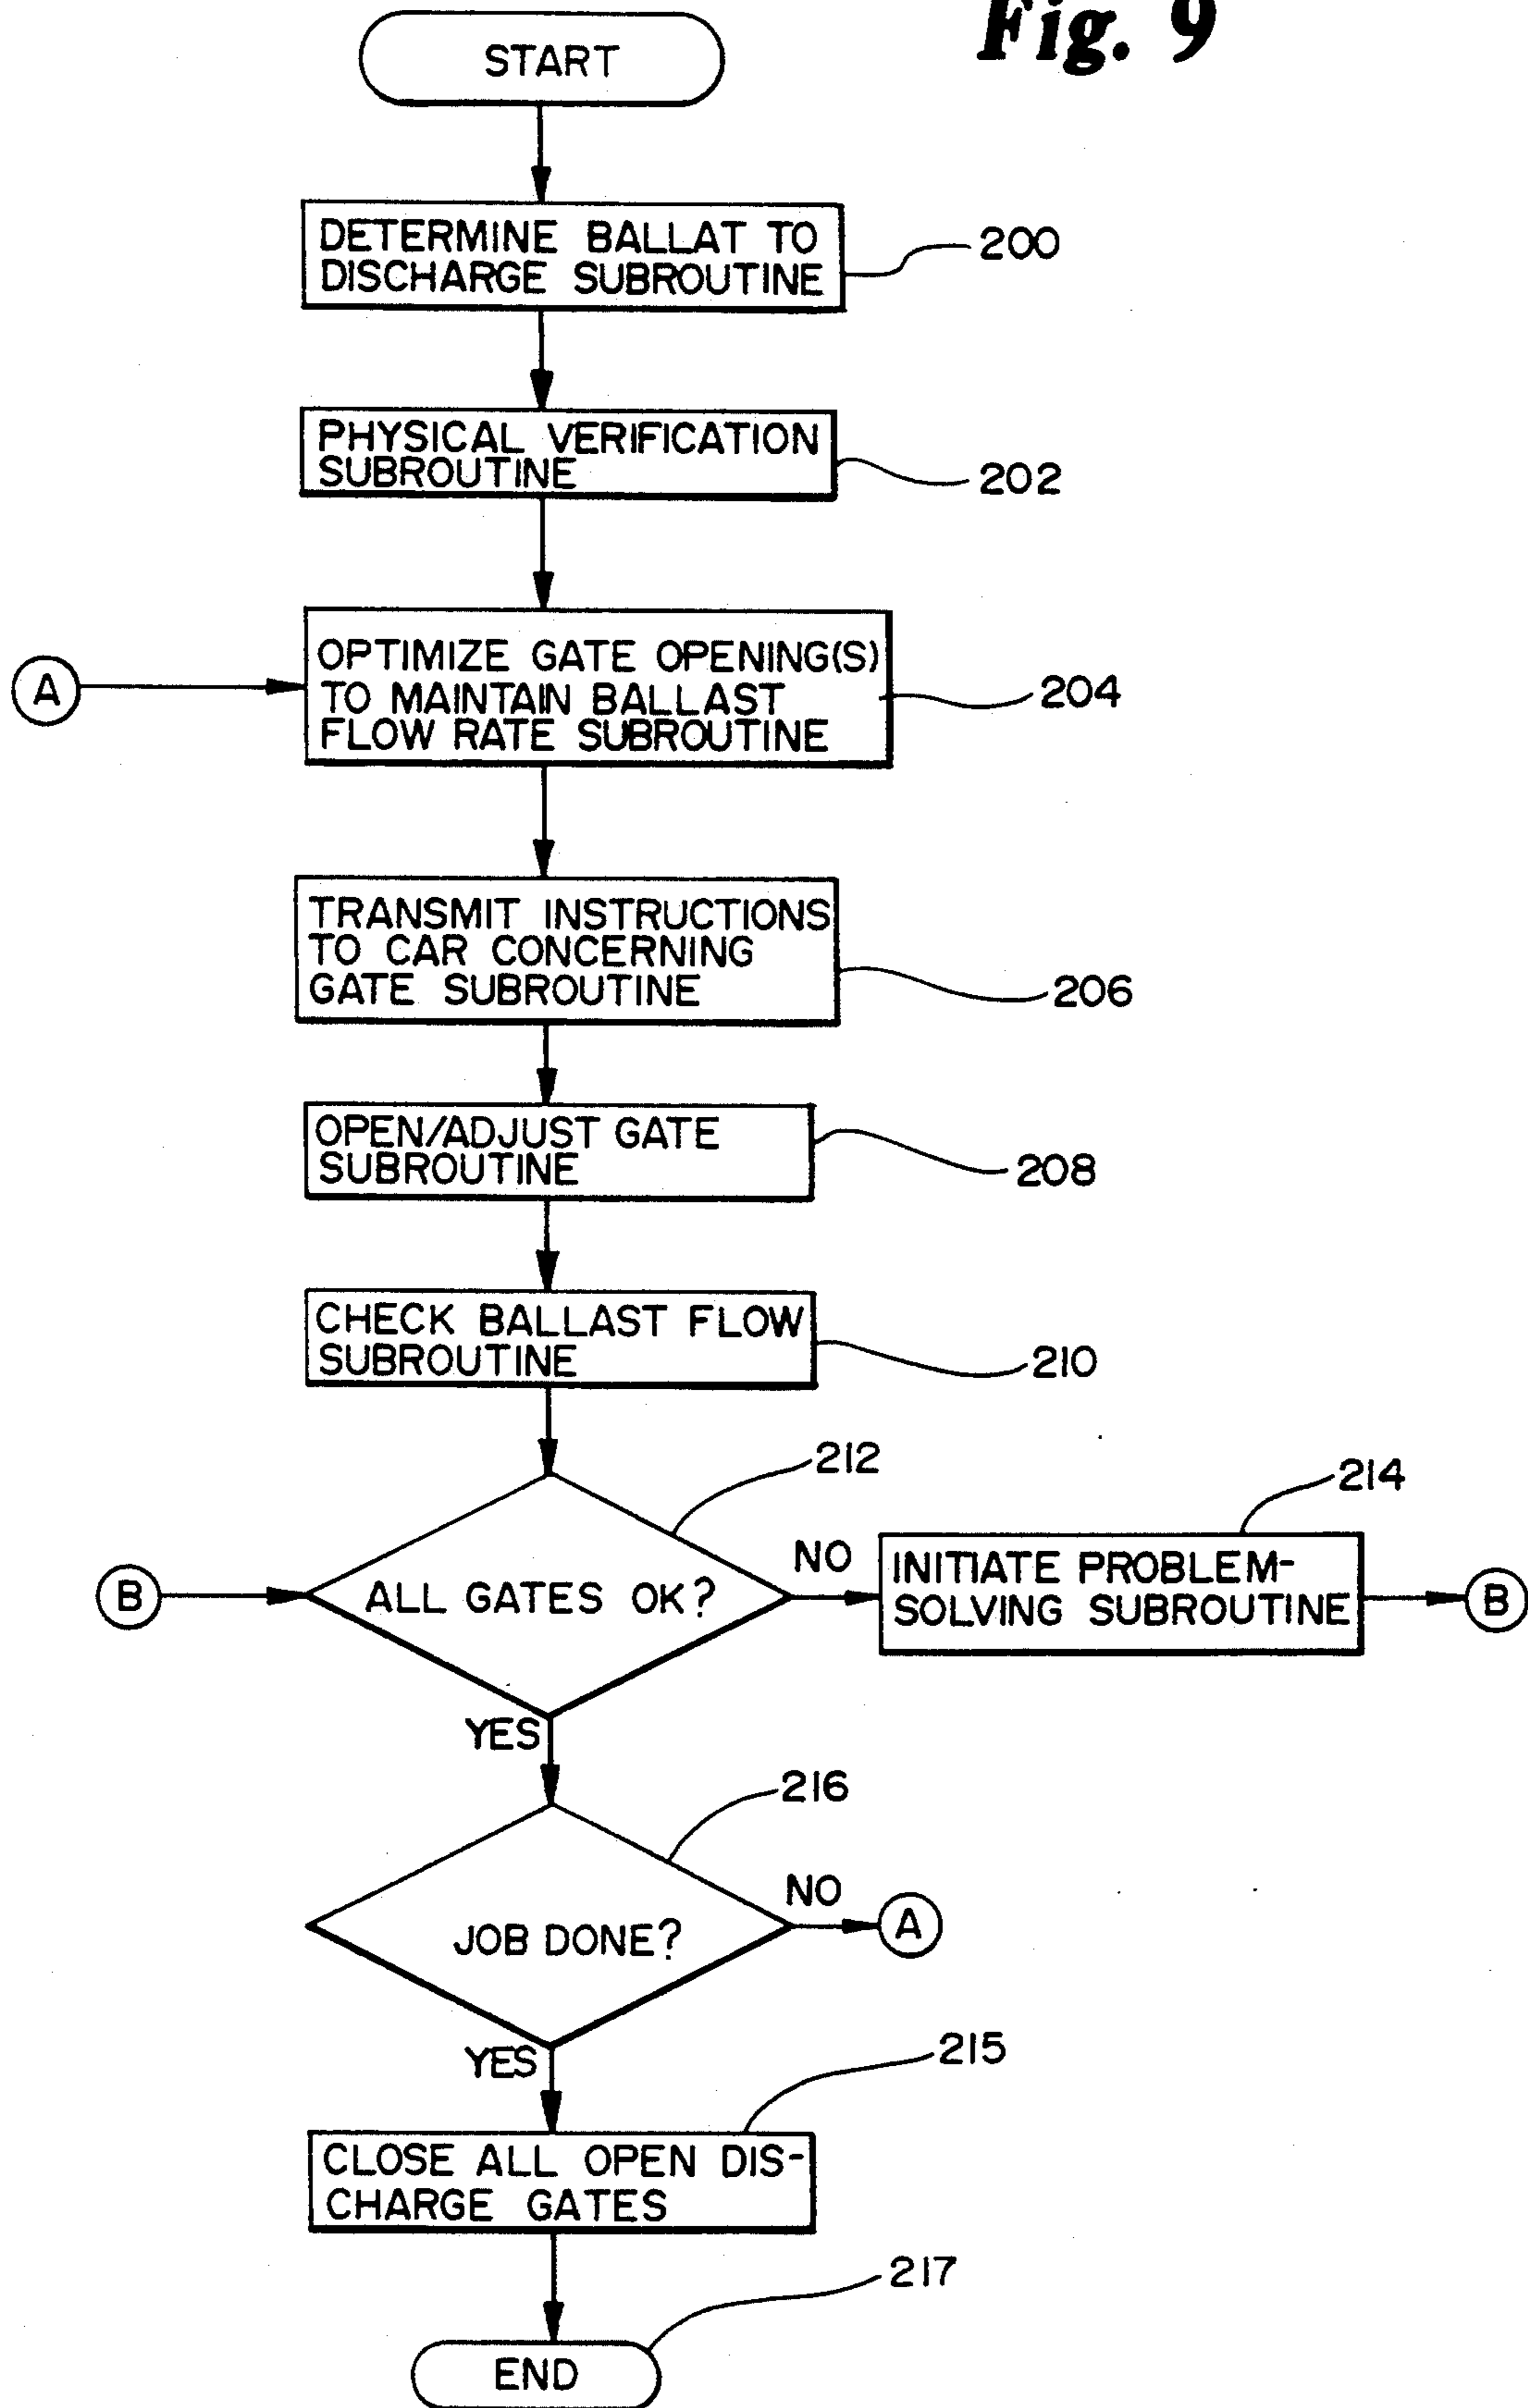 Fig. 9
START
DETERMINE BALLAT TO
DISCHARGE SUBROUTINE
200
PHYSICAL VERIFICATION
SUBROUTINE
202
A
OPTIMIZE GATE OPENING(S)
TO MAINTAIN BALLAST
FLOW RATE SUBROUTINE
204
TRANSMIT INSTRUCTIONS
TO CAR CONCERNING
GATE SUBROUTINE
206
OPEN/ADJUST GATE
SUBROUTINE
208
CHECK BALLAST FLOW
SUBROUTINE
210
212
B
ALL GATES OK?
NO
214
INITIATE PROBLEM-
SOLVING SUBROUTINE
B
YES
216
JOB DONE?
NO
A
YES
215
CLOSE ALL OPEN DIS-
CHARGE GATES
217
END